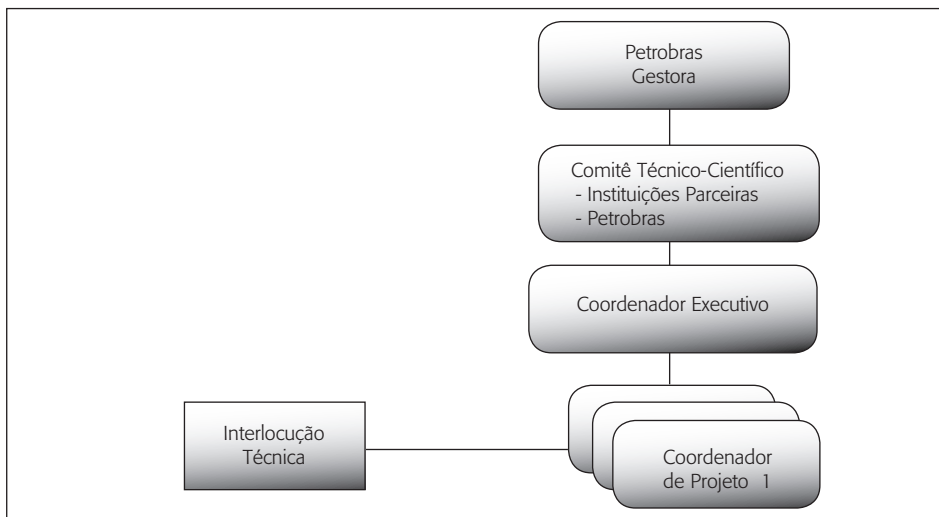 Petrobras
Gestora
Comitê Técnico-Científico
- Instituições Parceiras
- Petrobras
Coordenador Executivo
Interlocução
Técnica
Coordenador
de Projeto 1